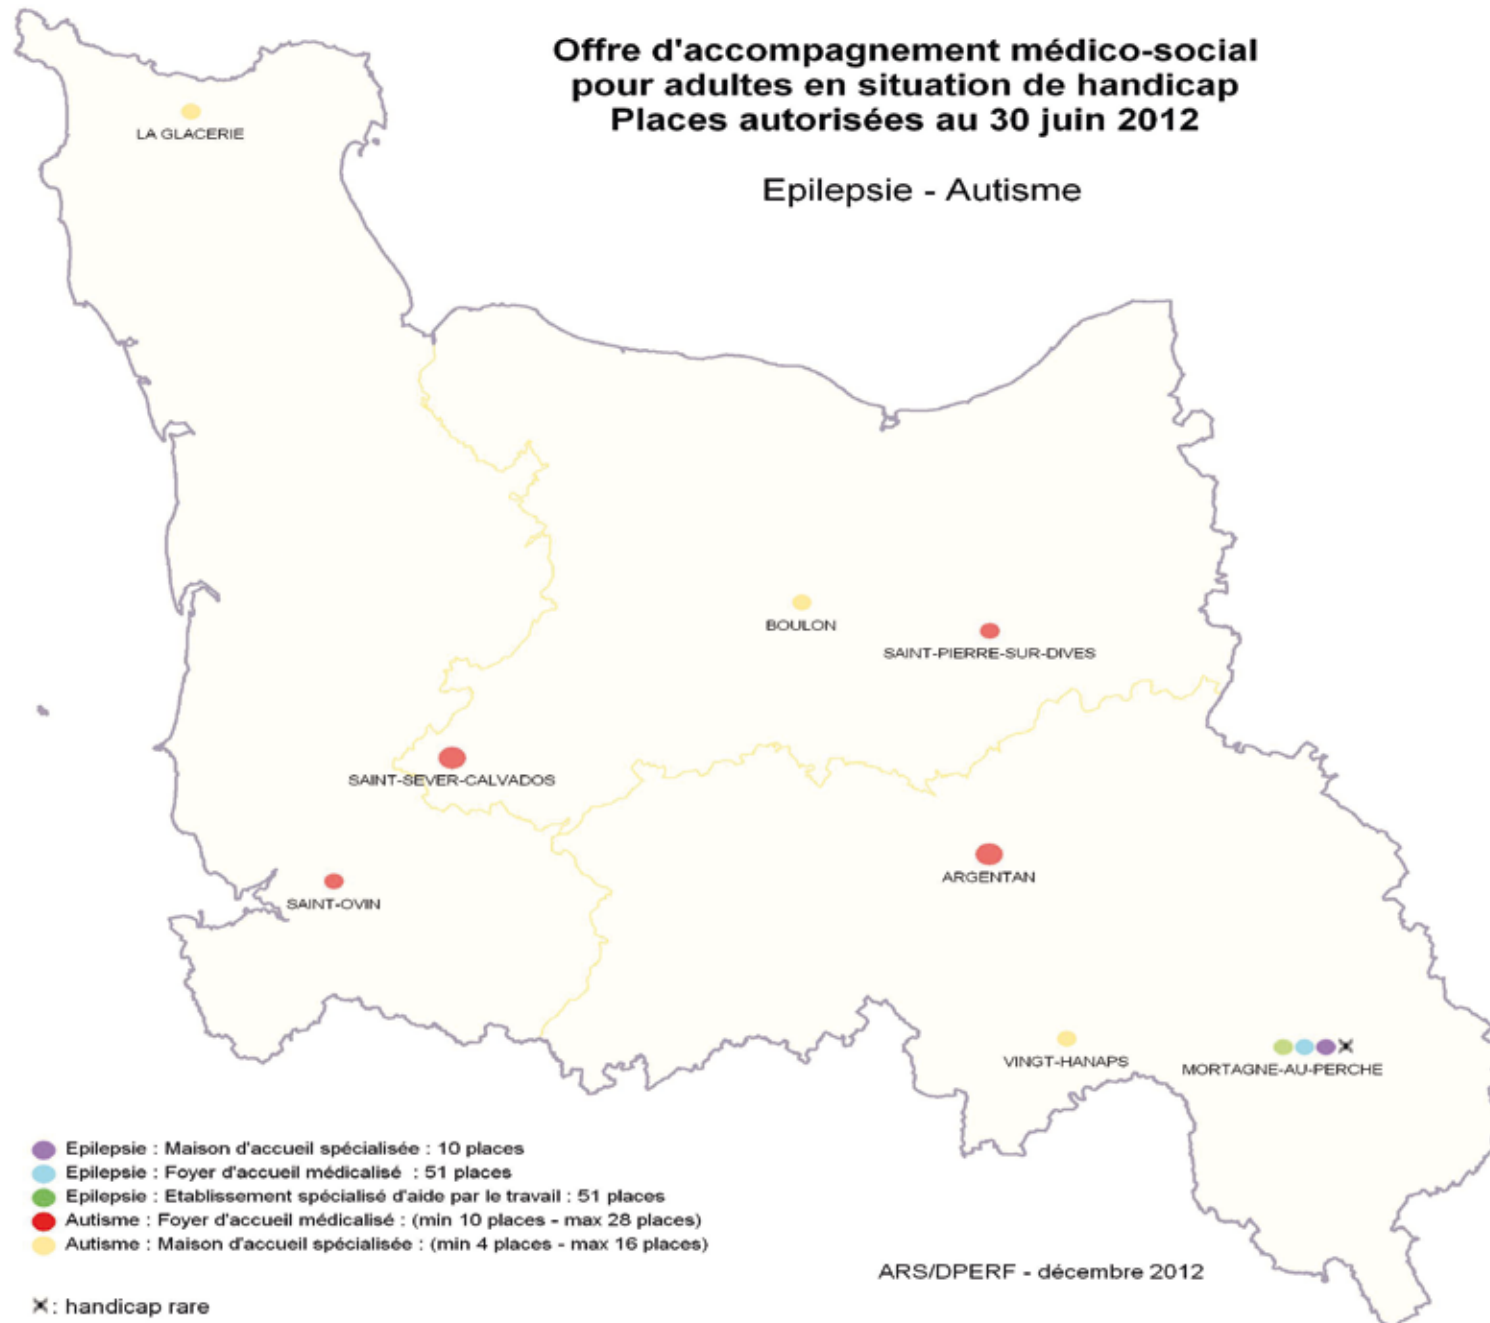 Offre d'accompagnement médico-social
pour adultes en situation de handicap
Places autorisées au 30 juin 2012
Epilepsie - Autisme
LA GLACERIE
BOULON
SAINT-PIERRE-SUR-DIVES
SAINT-SEVER-CALVADOS
ARGENTAN
SAINT-OVIN
VINGT-HANAPS
MORTAGNE-AU-PERCHE
Epilepsie : Maison d'accueil spécialisée : 10 places
Epilepsie : Foyer d'accueil médicalisé : 51 places
Epilepsie : Etablissement spécialisé d'aide par le travail : 51 places
Autisme : Foyer d'accueil médicalisé : (min 10 places - max 28 places)
Autisme : Maison d'accueil spécialisée : (min 4 places - max 16 places)
ARS/DPERF - décembre 2012
: handicap rare